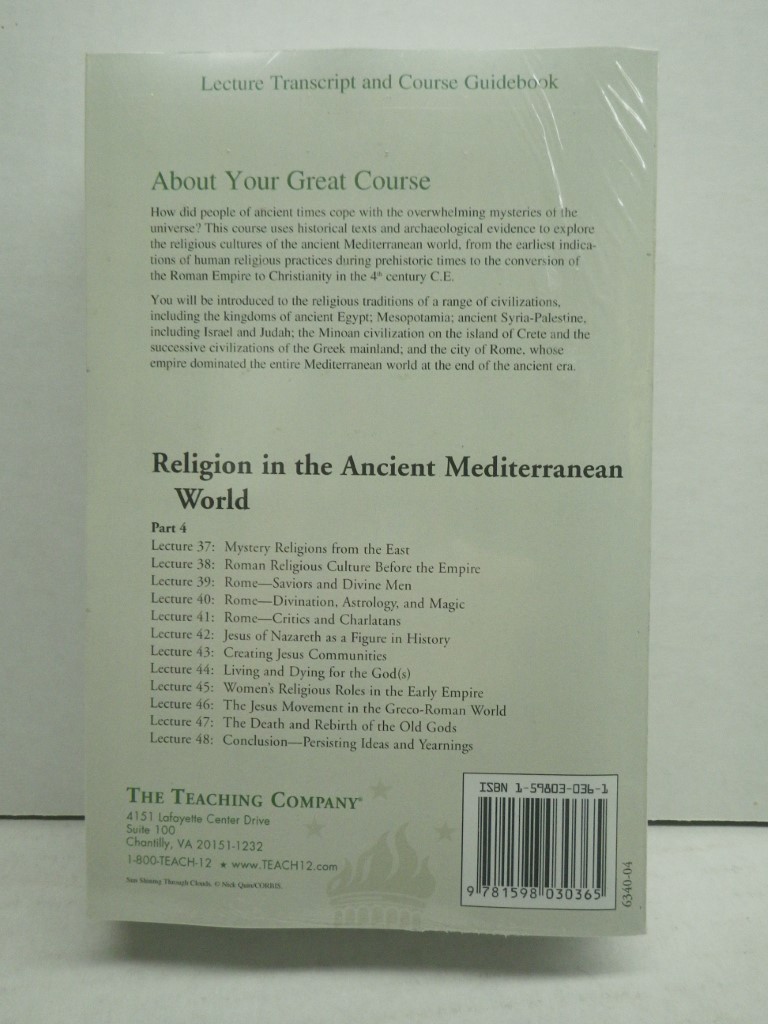 Lecture Transcript and Course Guidebook
About Your Great Course
How did people of ancient times cope with the overwhelming mysteries of the
universe? This course uses historical texts and archaeological evidence to explore
the religious cultures of the ancient Mediterranean world, from the earliest indica-
tions of human religious practices during prehistoric times to the conversion of
the Roman Empire to Christianity in the 4th century C.E.
You will be introduced to the religious traditions of a range of civilizations,
including the kingdoms of ancient Egypt; Mesopotamia; ancient Syria-Palestine,
including Israel and Judah; the Minoan civilization on the island of Crete and the
successive civilizations of the Greek mainland; and the city of Rome, whose
empire dominated the entire Mediterranean world at the end of the ancient era.
Religion in the Ancient Mediterranean
World
Part 4
Lecture 37: Mystery Religions from the East
Lecture 38: Roman Religious Culture Before the Empire
Lecture 39: Rome—Saviors and Divine Men
Lecture 40: Rome—Divination, Astrology, and Magic
Lecture 41: Rome—Critics and Charlatans
Lecture 42: Jesus of Nazareth as a Figure in History
Lecture 43: Creating Jesus Communities
Lecture 44: Living and Dying for the God(s)
Lecture 45: Women's Religious Roles in the Early Empire
Lecture 46: The Jesus Movement in the Greco-Roman World
Lecture 47: The Death and Rebirth of the Old Gods
Lecture 48: Conclusion—Persisting Ideas and Yearnings
THE TEACHING COMPANY®
4151 Lafayette Center Drive
Suite 100
Chantilly, VA 20151-1232
1-800-TEACH-12 ★ www.TEACH12.com
Sun Shining Through Clouds. © Nick Quin/CORBIS.
ISBN 1-59803-036-1
9 781598 030365
6340-04